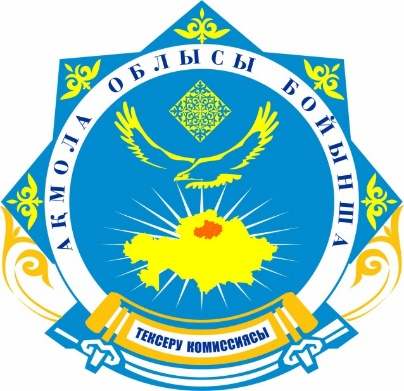 АҚМОЛА ОБЛЫСЫ БОЙЫНША
ТЕКСЕРУ КОМИССИЯСЫ